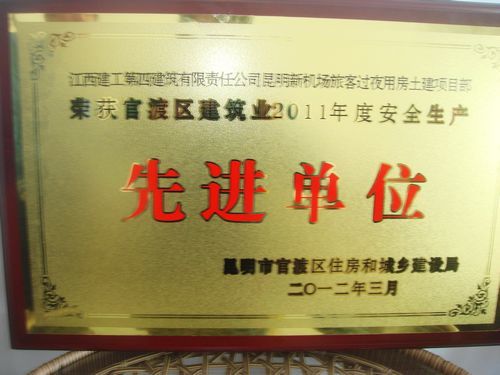 江西建工第四建筑有限责任公司昆明新机场旅客过夜用房土建项目部
荣获官渡区建筑业2011年度安全生产
先进单位
昆明市官渡区住房和城乡建设局
二〇一二年三月